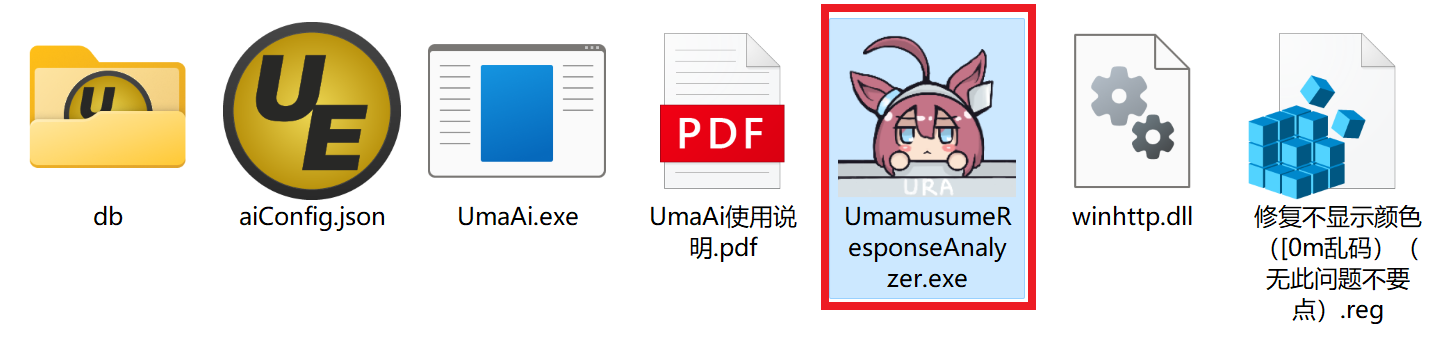 U
UE
PDF
URA
db
aiConfig.json
UmaAi.exe
UmaAi使用说
明.pdf
UmamusumeR
esponseAnaly
zer.exe
winhttp.dll
修复不显示颜色
（[0m乱码）（
无此问题不要
点）.reg